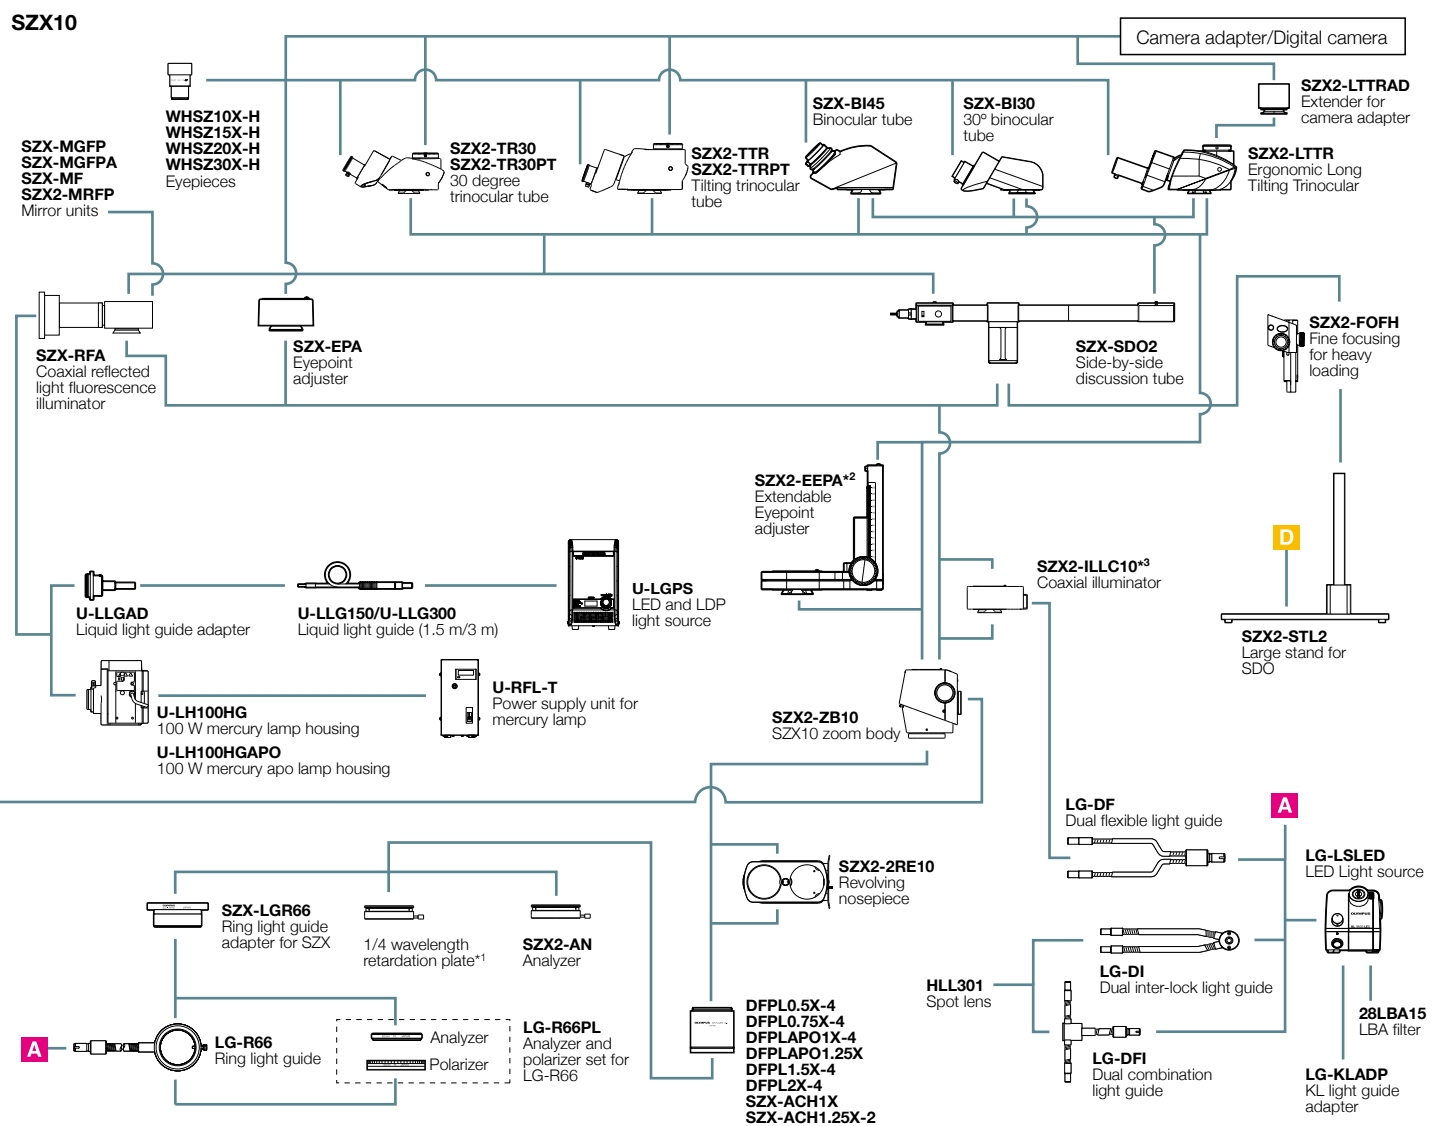 SZX10
Camera adapter/Digital camera
WHSZ10X-H
WHSZ15X-H
WHSZ20X-H
WHSZ30X-H
Eyepieces
SZX-MGFP
SZX-MGFPA
SZX-MF
SZX2-MRFP
Mirror units
SZX2-TR30
SZX2-TR30PT
30 degree
trinocular tube
SZX2-TTR
SZX2-TTRPT
Tilting trinocular
tube
SZX-BI45
Binocular tube
SZX-BI30
30º binocular
tube
SZX2-LTTRAD
Extender for
camera adapter
SZX2-LTTR
Ergonomic Long
Tilting Trinocular
SZX-RFA
Coaxial reflected
light fluorescence
illuminator
SZX-EPA
Eyepoint
adjuster
SZX-SDO2
Side-by-side
discussion tube
SZX2-FOFH
Fine focusing
for heavy
loading
SZX2-EEPA*2
Extendable
Eyepoint
adjuster
D
SZX2-ILLC10*3
Coaxial illuminator
SZX2-STL2
Large stand for
SDO
U-LLGAD
Liquid light guide adapter
U-LLG150/U-LLG300
Liquid light guide (1.5 m/3 m)
U-LGPS
LED and LDP
light source
U-LH100HG
100 W mercury lamp housing
U-LH100HGAPO
100 W mercury apo lamp housing
U-RFL-T
Power supply unit for
mercury lamp
SZX2-ZB10
SZX10 zoom body
LG-DF
Dual flexible light guide
A
LG-LSLED
LED Light source
OLYMPUS
SZX2-2RE10
Revolving
nosepiece
SZX-LGR66
Ring light guide
adapter for SZX
1/4 wavelength
retardation plate*1
SZX2-AN
Analyzer
HLL301
Spot lens
LG-DI
Dual inter-lock light guide
28LBA15
LBA filter
LG-DFI
Dual combination
light guide
LG-KLADP
KL light guide
adapter
A
LG-R66
Ring light guide
Analyzer
Polarizer
LG-R66PL
Analyzer and
polarizer set for
LG-R66
OLYMPUS
DFPL0.5X-4
DFPL0.75X-4
DFPLAPO1X-4
DFPLAPO1.25X
DFPL1.5X-4
DFPL2X-4
SZX-ACH1X
SZX-ACH1.25X-2